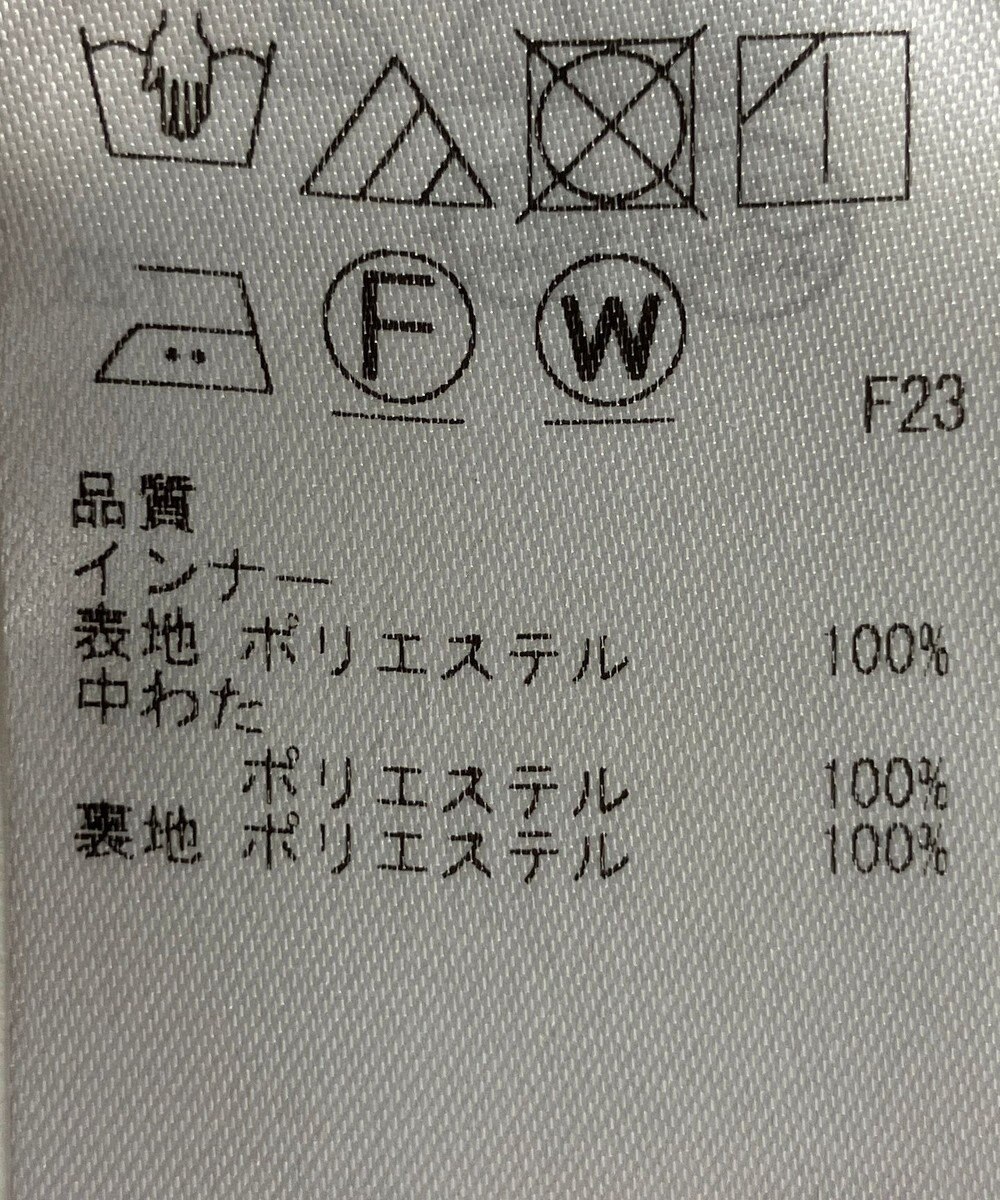 F W
F23
品質
インナー
表地 ポリエステル 100%
中わた
ポリエステル 100%
裏地 ポリエステル 100%